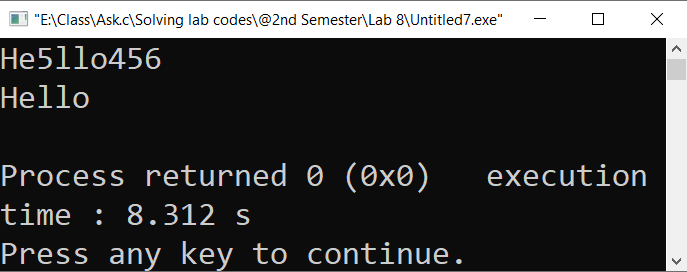 "E:\Class\Ask.c\Solving lab codes\@2nd Semester\Lab 8\Untitled7.exe"
He5llo456
Hello
Process returned 0 (0x0)   execution
time : 8.312 s
Press any key to continue.